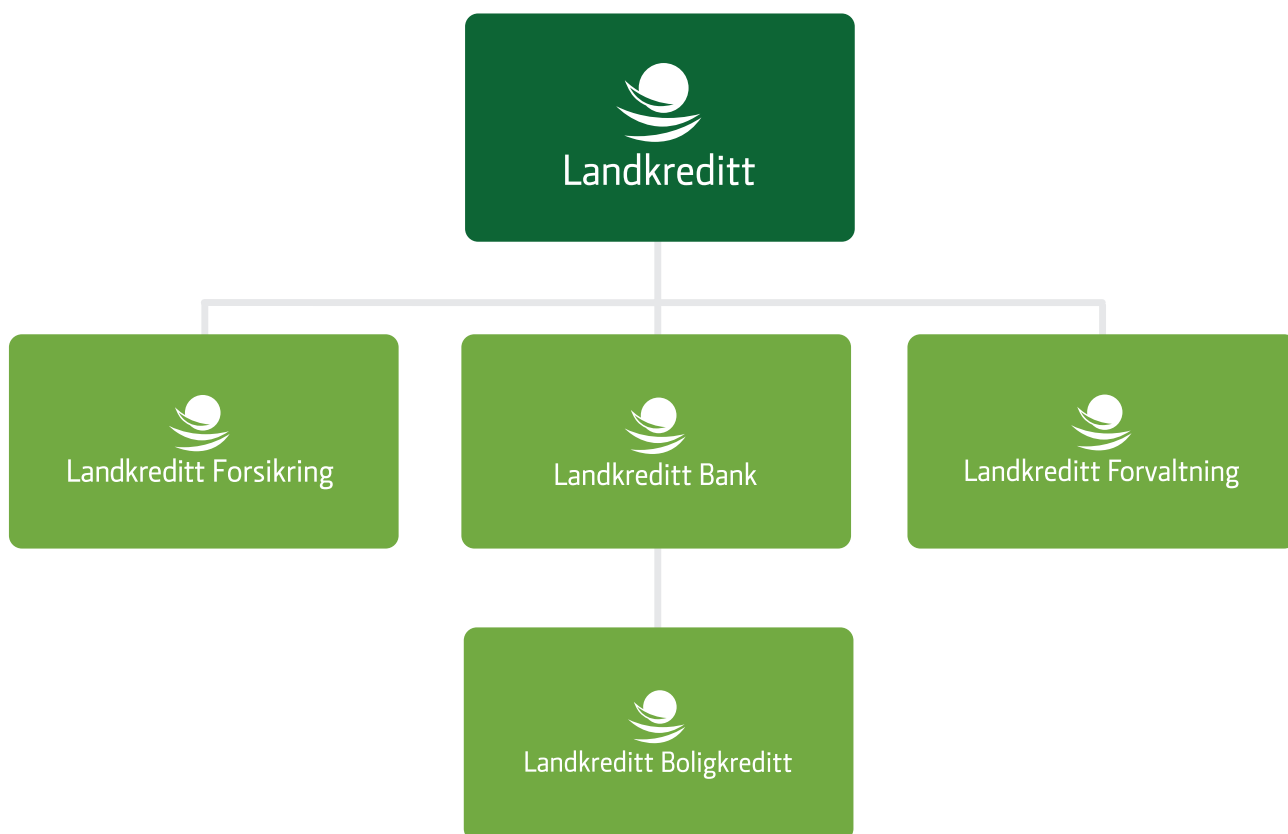 Landkreditt
Landkreditt Forsikring
Landkreditt Bank
Landkreditt Forvaltning
Landkreditt Boligkreditt